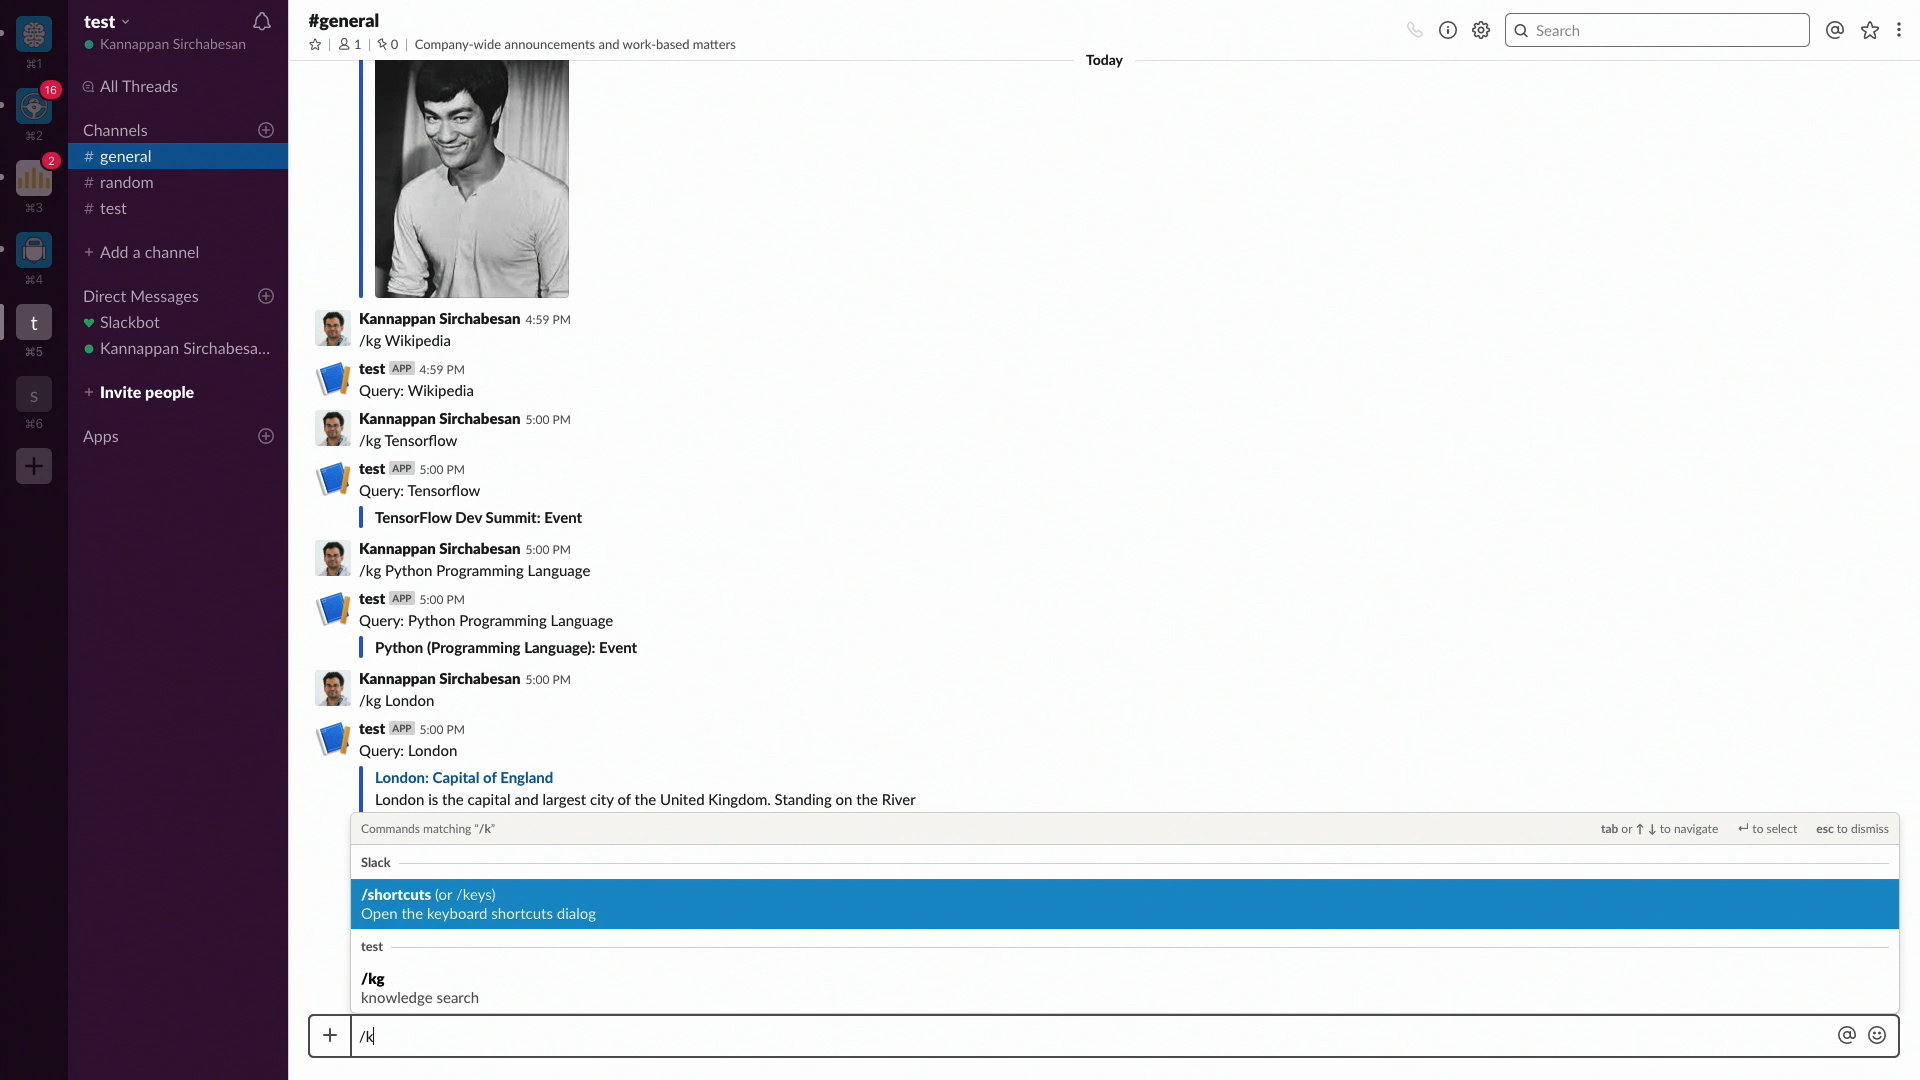 ⌘1
16
⌘2
2
⌘3
⌘4
t
⌘5
s
⌘6
test
Kannappan Sirchabesan
All Threads
Channels
# general
# random
# test
+ Add a channel
Direct Messages
Slackbot
Kannappan Sirchabesa...
+ Invite people
Apps
#general
1 | 0 | Company-wide announcements and work-based matters
Search
Today
Kannappan Sirchabesan 4:59 PM
/kg Wikipedia
test APP 4:59 PM
Query: Wikipedia
Kannappan Sirchabesan 5:00 PM
/kg Tensorflow
test APP 5:00 PM
Query: Tensorflow
TensorFlow Dev Summit: Event
Kannappan Sirchabesan 5:00 PM
/kg Python Programming Language
test APP 5:00 PM
Query: Python Programming Language
Python (Programming Language): Event
Kannappan Sirchabesan 5:00 PM
/kg London
test APP 5:00 PM
Query: London
London: Capital of England
London is the capital and largest city of the United Kingdom. Standing on the River
Commands matching "/k" tab or ↑ ↓ to navigate ↵ to select esc to dismiss
Slack
/shortcuts (or /keys)
Open the keyboard shortcuts dialog
test
/kg
knowledge search
/k